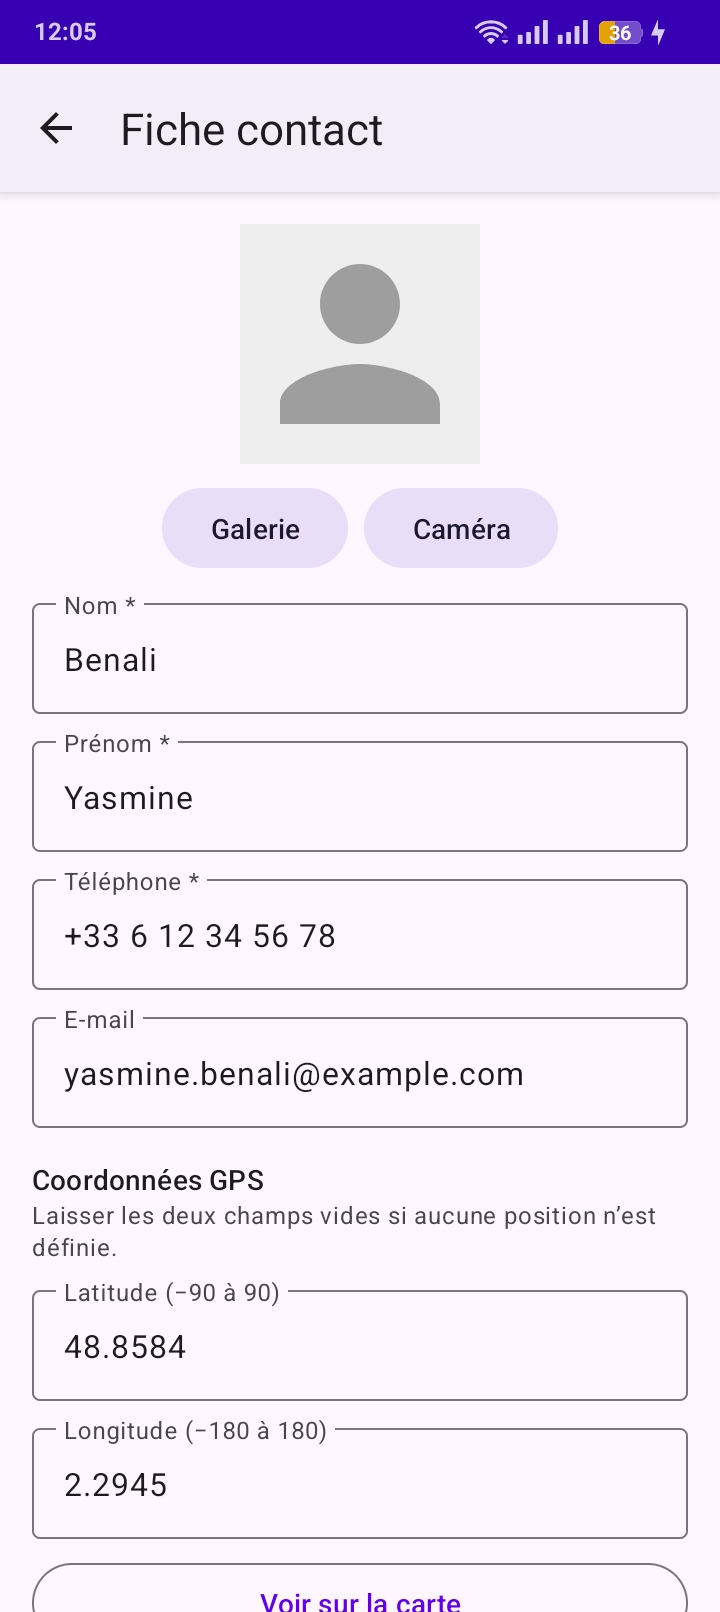 12:05
36
Fiche contact
Galerie
Caméra
Nom *
Benali
Prénom *
Yasmine
Téléphone *
+33 6 12 34 56 78
E-mail
yasmine.benali@example.com
Coordonnées GPS
Laisser les deux champs vides si aucune position n’est
définie.
Latitude (−90 à 90)
48.8584
Longitude (−180 à 180)
2.2945
Voir sur la carte